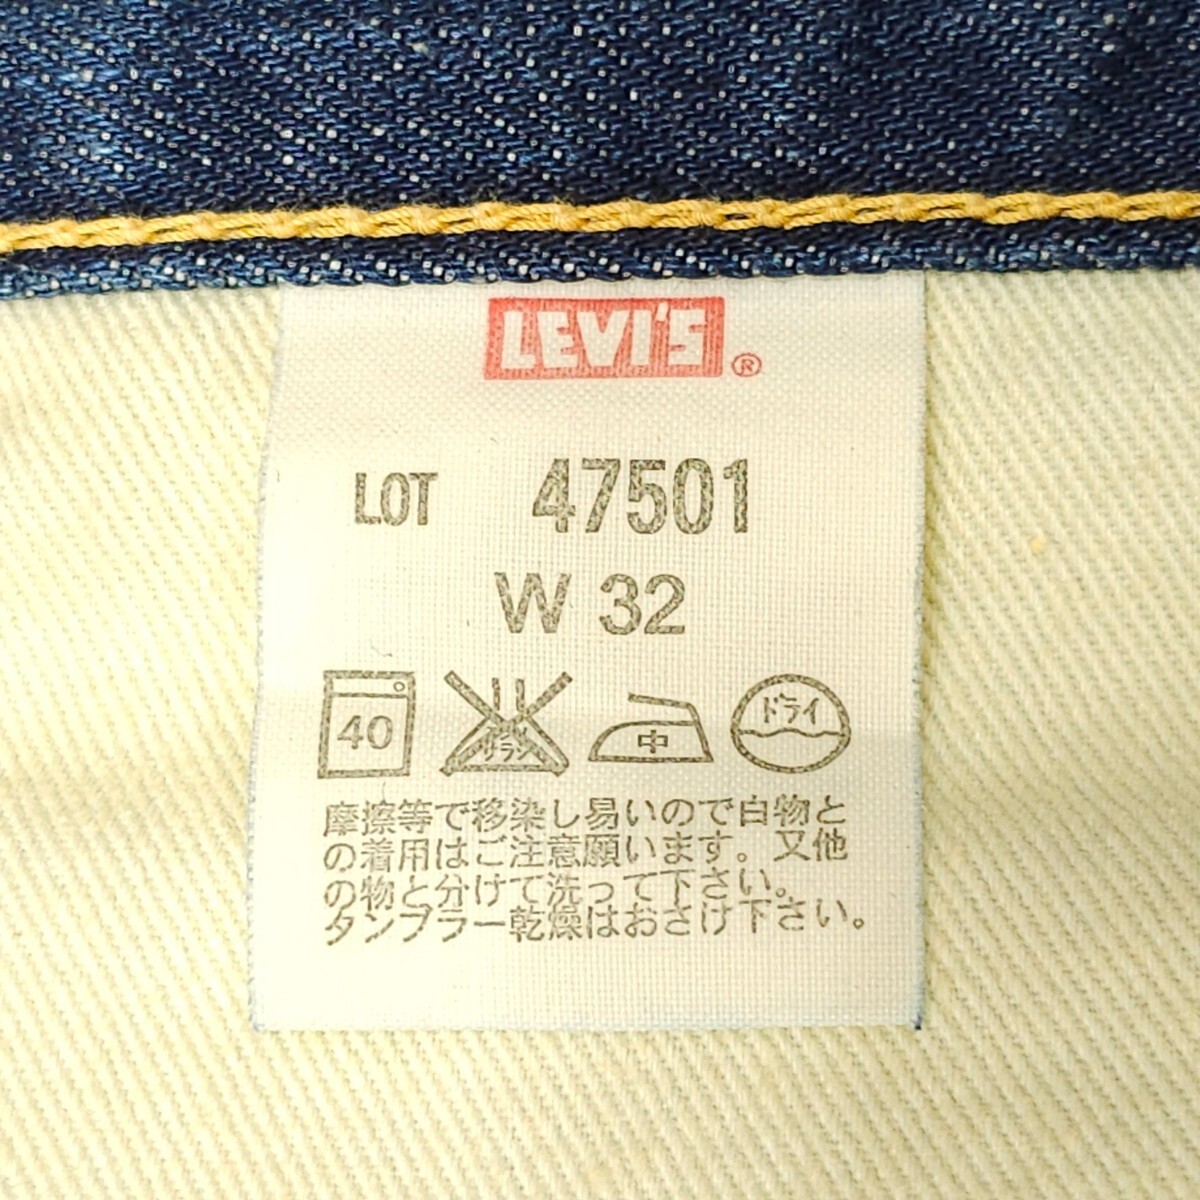 LEVI'S®
LOT 47501
W 32
40 中 ドライ
摩擦等で移染し易いので白物と
の着用はご注意願います。又他
の物と分けて洗って下さい。
タンブラー乾燥はおさけ下さい。